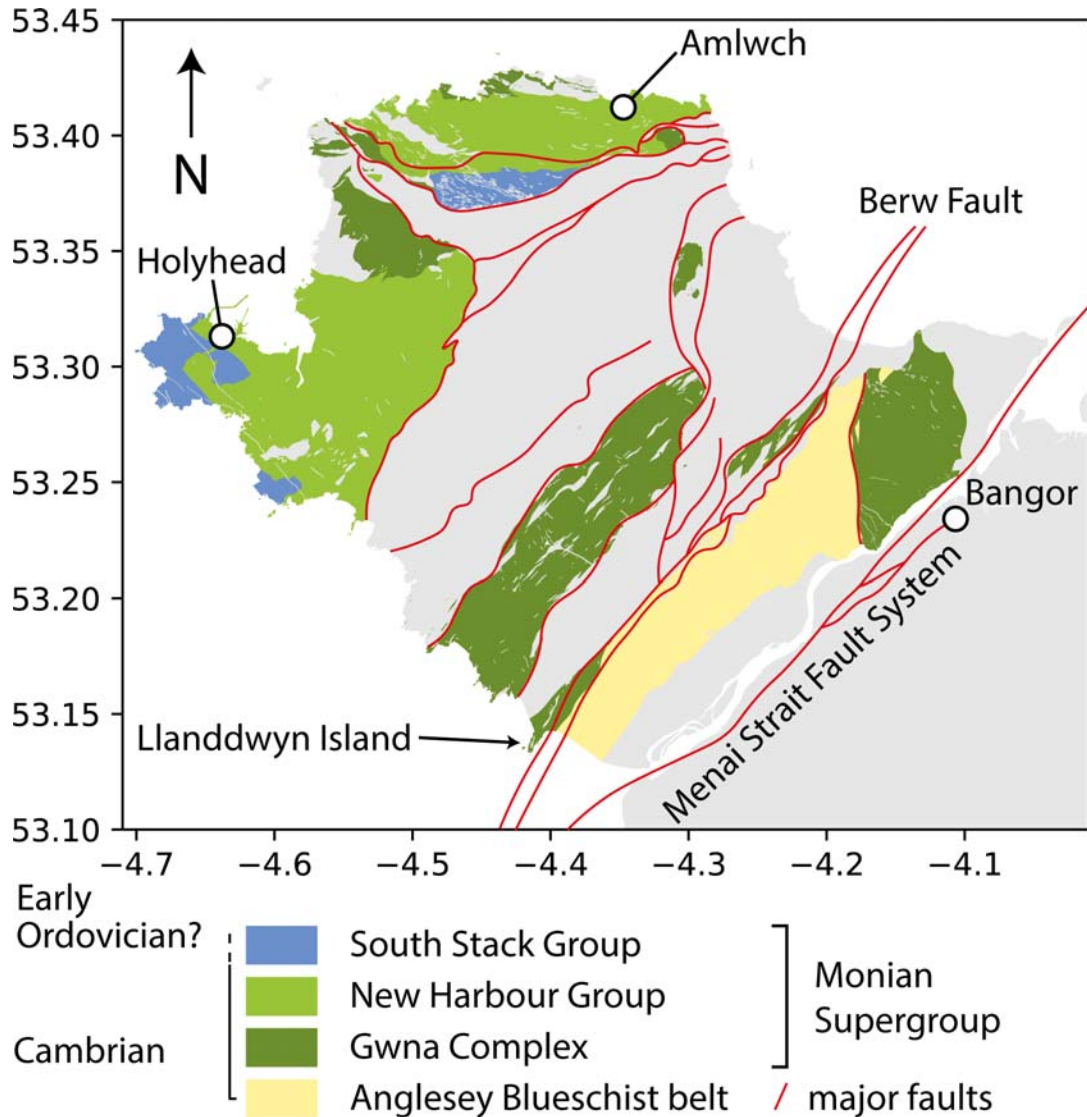 53.45
53.40
53.35
53.30
53.25
53.20
53.15
53.10
−4.7
−4.6
−4.5
−4.4
−4.3
−4.2
−4.1
N
Amlwch
Berw Fault
Holyhead
Bangor
Menai Strait Fault System
Llanddwyn Island
Early
Ordovician?
Cambrian
South Stack Group
New Harbour Group
Gwna Complex
Anglesey Blueschist belt
Monian
Supergroup
major faults